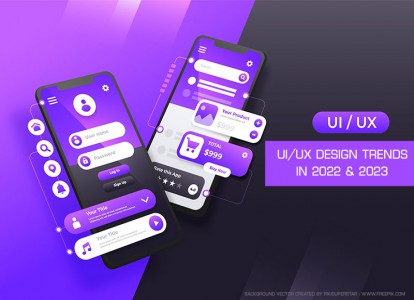 UI / UX
UI/UX DESIGN TRENDS
IN 2022 & 2023
User name
Password
Log in
Sign up
Your Title
Your Title
Your Product
$999
TOTAL
$999
Buy Now
Rate this App
BACKGROUND VECTOR CREATED BY PIKISUPERSTAR - WWW.FREEPIK.COM